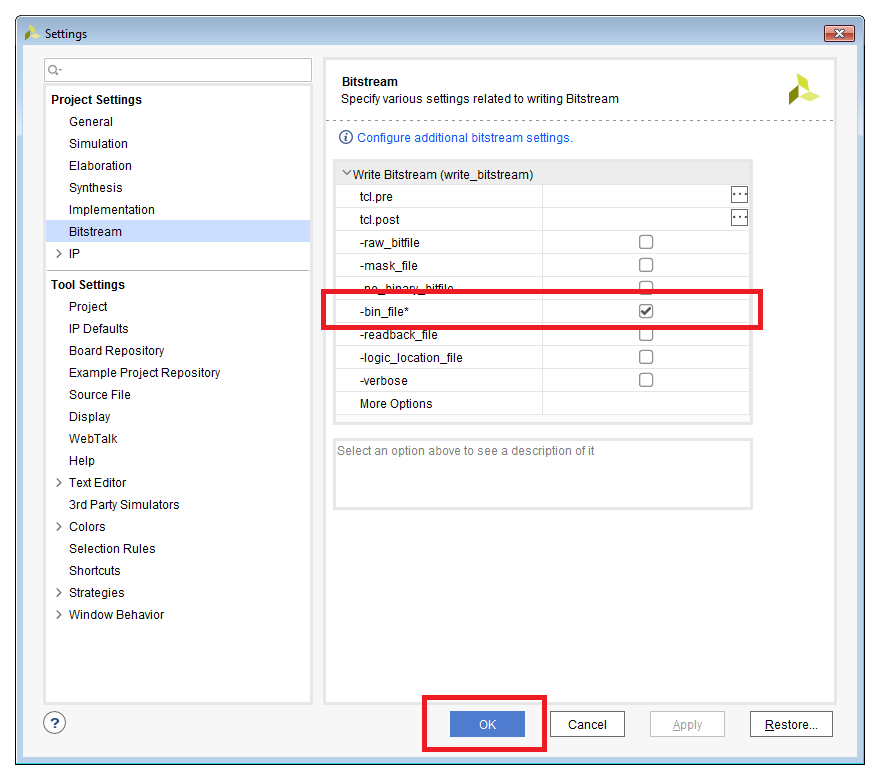 Settings
Project Settings
General
Simulation
Elaboration
Synthesis
Implementation
Bitstream
IP
Tool Settings
Project
IP Defaults
Board Repository
Example Project Repository
Source File
Display
WebTalk
Help
Text Editor
3rd Party Simulators
Colors
Selection Rules
Shortcuts
Strategies
Window Behavior
Bitstream
Specify various settings related to writing Bitstream
Configure additional bitstream settings.
Write Bitstream (write_bitstream)
tcl.pre
tcl.post
-raw_bitfile
-mask_file
-no_binary_bitfile
-bin_file*
-readback_file
-logic_location_file
-verbose
More Options
Select an option above to see a description of it
? OK Cancel Apply Restore...